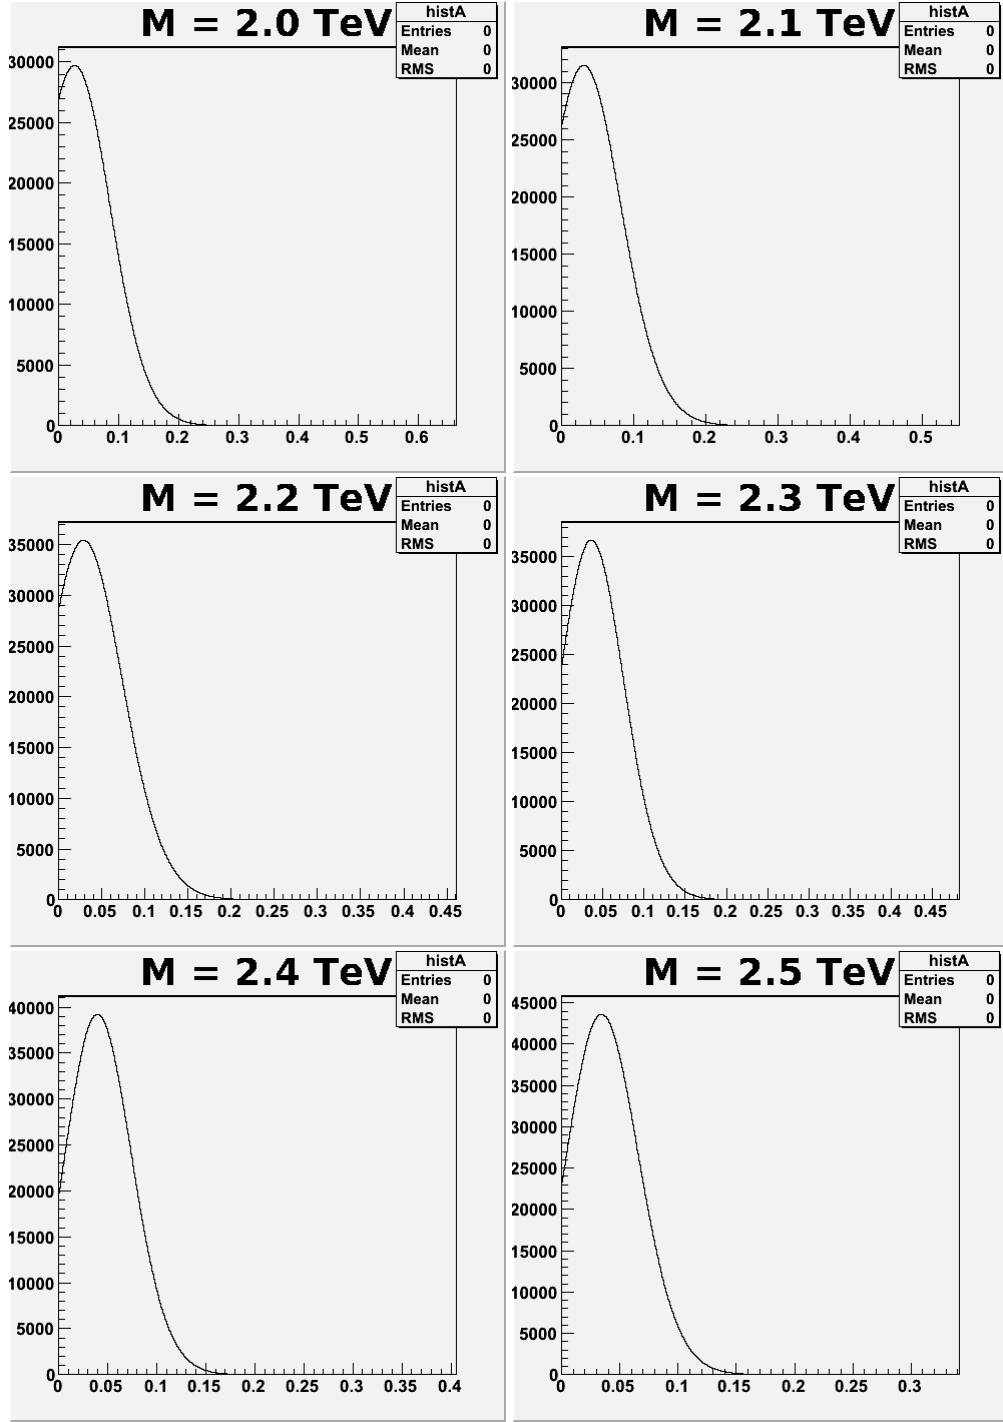 M = 2.0 TeV
histA
Entries 0
Mean 0
RMS 0
30000
25000
20000
15000
10000
5000
0
0 0.1 0.2 0.3 0.4 0.5 0.6
M = 2.1 TeV
histA
Entries 0
Mean 0
RMS 0
30000
25000
20000
15000
10000
5000
0
0 0.1 0.2 0.3 0.4 0.5
M = 2.2 TeV
histA
Entries 0
Mean 0
RMS 0
35000
30000
25000
20000
15000
10000
5000
0
0 0.05 0.1 0.15 0.2 0.25 0.3 0.35 0.4 0.45
M = 2.3 TeV
histA
Entries 0
Mean 0
RMS 0
35000
30000
25000
20000
15000
10000
5000
0
0 0.05 0.1 0.15 0.2 0.25 0.3 0.35 0.4 0.45
M = 2.4 TeV
histA
Entries 0
Mean 0
RMS 0
40000
35000
30000
25000
20000
15000
10000
5000
0
0 0.05 0.1 0.15 0.2 0.25 0.3 0.35 0.4
M = 2.5 TeV
histA
Entries 0
Mean 0
RMS 0
45000
40000
35000
30000
25000
20000
15000
10000
5000
0
0 0.05 0.1 0.15 0.2 0.25 0.3